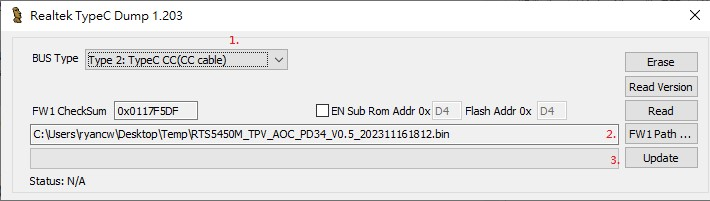 Realtek TypeC Dump 1.203
1.
BUS Type
Type 2: TypeC CC(CC cable)
Erase
Read Version
FW1 CheckSum
0x0117F5DF
EN Sub Rom Addr 0x
D4
Flash Addr 0x
D4
Read
C:\Users\ryancw\Desktop\Temp\RTS5450M_TPV_AOC_PD34_V0.5_202311161812.bin
2.
FW1 Path ...
3.
Update
Status: N/A